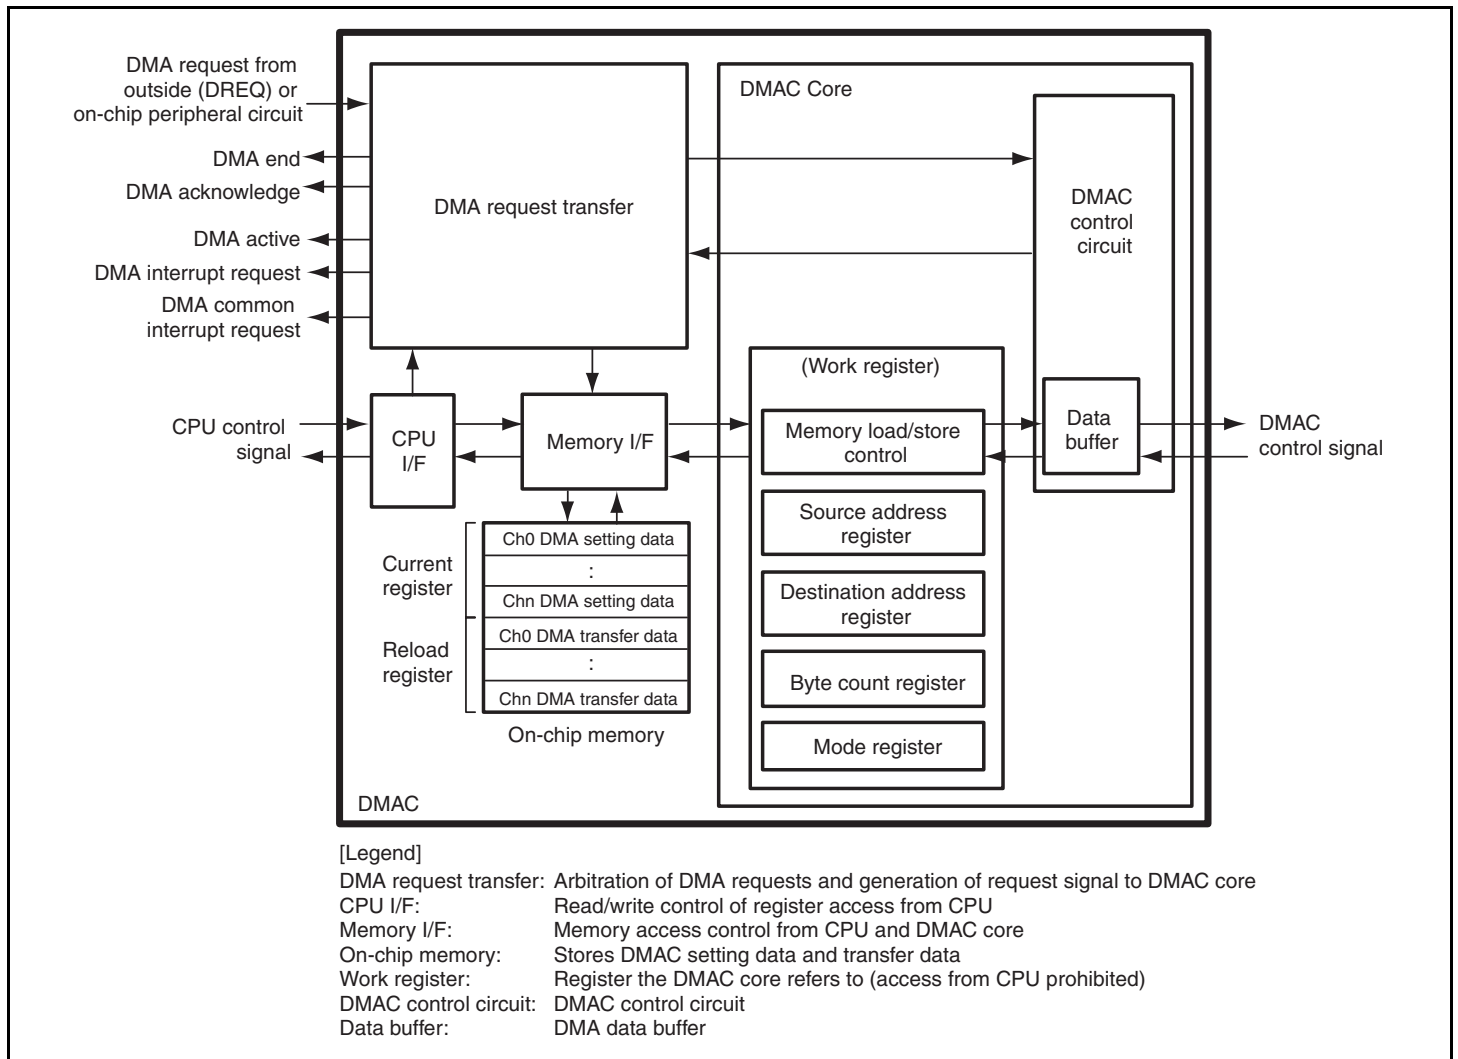 DMA request from
outside (DREQ) or
on-chip peripheral circuit
DMA end
DMA acknowledge
DMA active
DMA interrupt request
DMA common
interrupt request
DMA request transfer
DMAC Core
DMAC
control
circuit
(Work register)
CPU control
signal
CPU
I/F
Memory I/F
Memory load/store
control
Data
buffer
DMAC
control signal
Source address
register
Destination address
register
Byte count register
Mode register
Current
register
Ch0 DMA setting data
:
Chn DMA setting data
Reload
register
Ch0 DMA transfer data
:
Chn DMA transfer data
On-chip memory
DMAC
[Legend]
DMA request transfer: Arbitration of DMA requests and generation of request signal to DMAC core
CPU I/F: Read/write control of register access from CPU
Memory I/F: Memory access control from CPU and DMAC core
On-chip memory: Stores DMAC setting data and transfer data
Work register: Register the DMAC core refers to (access from CPU prohibited)
DMAC control circuit: DMAC control circuit
Data buffer: DMA data buffer